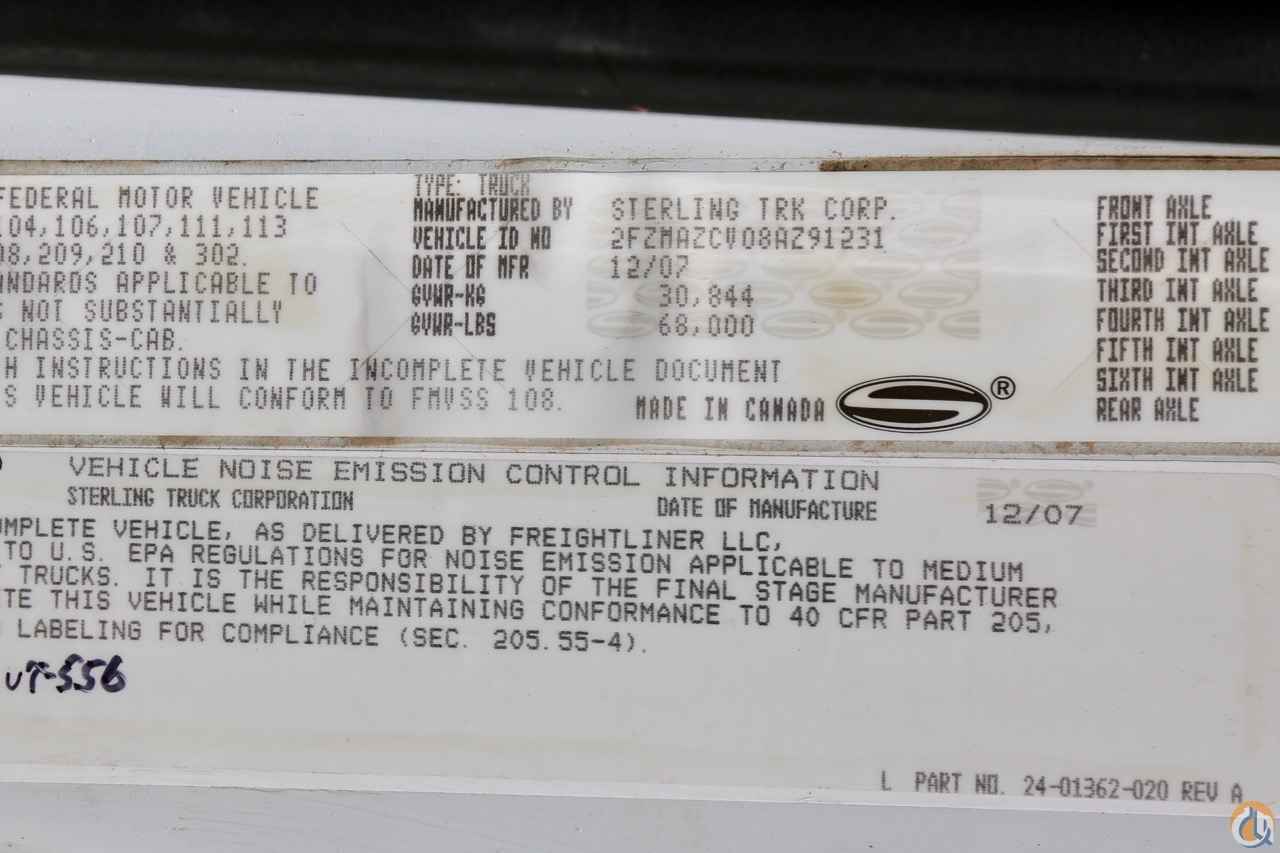 FEDERAL MOTOR VEHICLE
104,106,107,111,113
08,209,210 & 302.
ANDARDS APPLICABLE TO
S NOT SUBSTANTIALLY
CHASSIS-CAB.
H INSTRUCTIONS IN THE INCOMPLETE VEHICLE DOCUMENT
S VEHICLE WILL CONFORM TO FMVSS 108.
TYPE: TRUCK
MANUFACTURED BY STERLING TRK CORP.
VEHICLE ID NO 2FZMAZCV08AZ91231
DATE OF MFR 12/07
GVWR-KG 30,844
GVWR-LBS 68,000
MADE IN CANADA
®
FRONT AXLE
FIRST INT AXLE
SECOND INT AXLE
THIRD INT AXLE
FOURTH INT AXLE
FIFTH INT AXLE
SIXTH INT AXLE
REAR AXLE
VEHICLE NOISE EMISSION CONTROL INFORMATION
STERLING TRUCK CORPORATION DATE OF MANUFACTURE 12/07
OMPLETE VEHICLE, AS DELIVERED BY FREIGHTLINER LLC,
TO U.S. EPA REGULATIONS FOR NOISE EMISSION APPLICABLE TO MEDIUM
TRUCKS. IT IS THE RESPONSIBILITY OF THE FINAL STAGE MANUFACTURER
TE THIS VEHICLE WHILE MAINTAINING CONFORMANCE TO 40 CFR PART 205,
LABELING FOR COMPLIANCE (SEC. 205.55-4).
UT-556
L PART NO. 24-01362-020 REV A